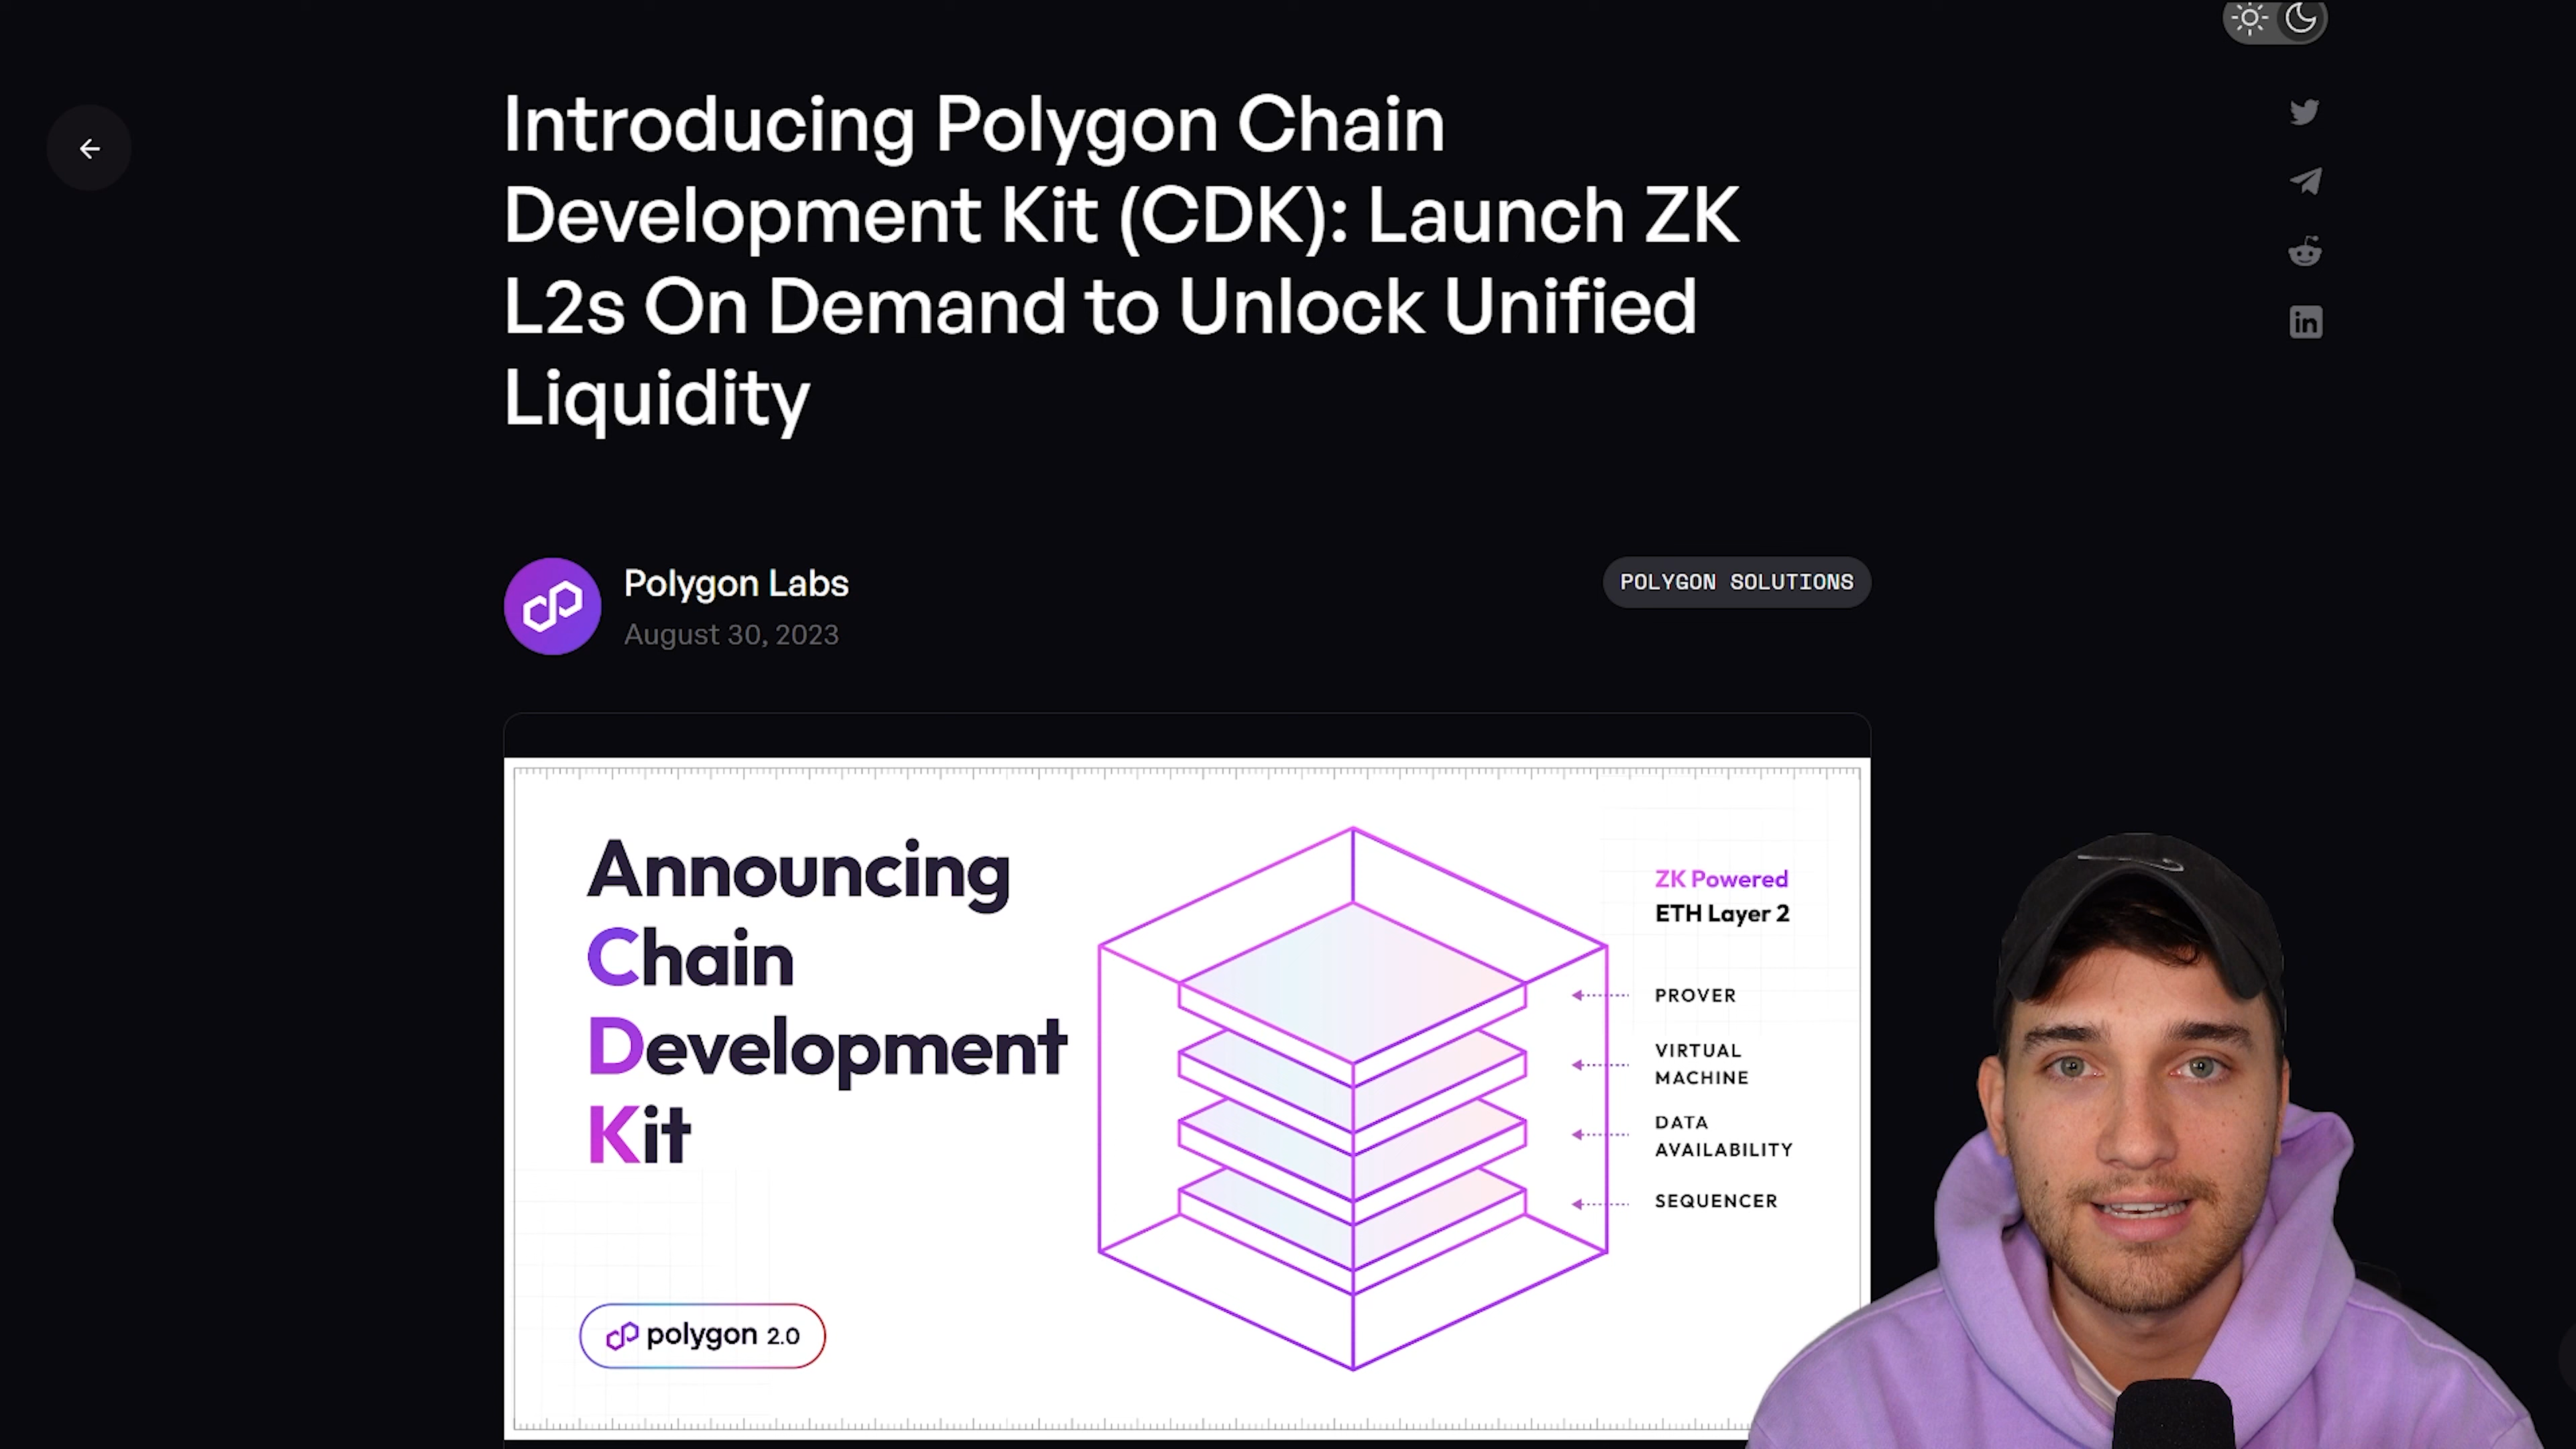 Introducing Polygon Chain
Development Kit (CDK): Launch ZK
L2s On Demand to Unlock Unified
Liquidity
Polygon Labs
August 30, 2023
POLYGON SOLUTIONS
Announcing
Chain
Development
Kit
polygon 2.0
ZK Powered
ETH Layer 2
PROVER
VIRTUAL
MACHINE
DATA
AVAILABILITY
SEQUENCER
in